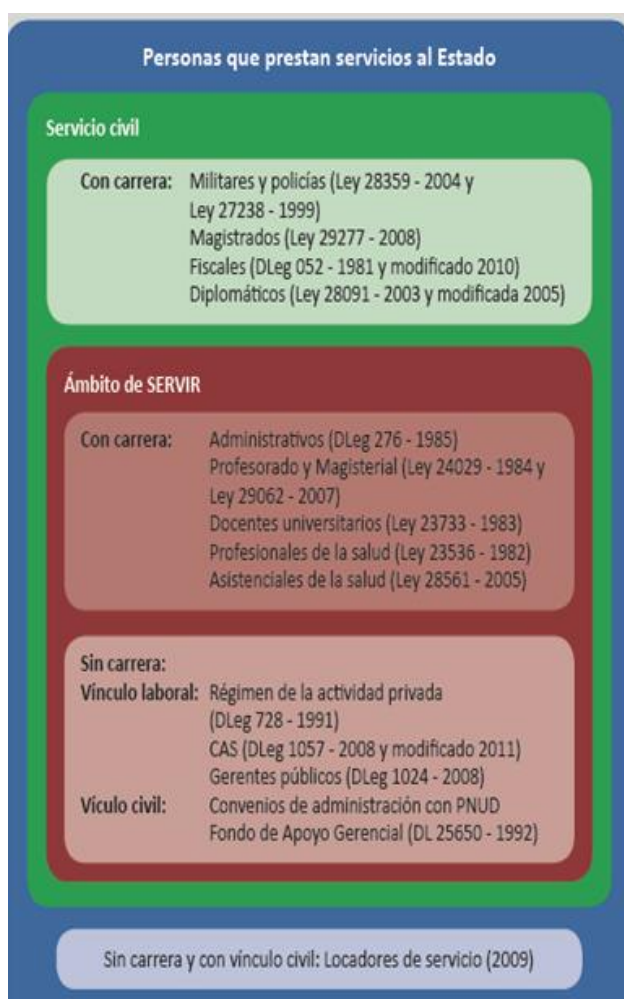 Personas que prestan servicios al Estado
Servicio civil
Con carrera: Militares y policías (Ley 28359 - 2004 y
Ley 27238 - 1999)
Magistrados (Ley 29277 - 2008)
Fiscales (DLeg 052 - 1981 y modificado 2010)
Diplomáticos (Ley 28091 - 2003 y modificada 2005)
Ámbito de SERVIR
Con carrera: Administrativos (DLeg 276 - 1985)
Profesorado y Magisterial (Ley 24029 - 1984 y
Ley 29062 - 2007)
Docentes universitarios (Ley 23733 - 1983)
Profesionales de la salud (Ley 23536 - 1982)
Asistenciales de la salud (Ley 28561 - 2005)
Sin carrera:
Vínculo laboral: Régimen de la actividad privada
(DLeg 728 - 1991)
CAS (DLeg 1057 - 2008 y modificado 2011)
Gerentes públicos (DLeg 1024 - 2008)
Vículo civil: Convenios de administración con PNUD
Fondo de Apoyo Gerencial (DL 25650 - 1992)
Sin carrera y con vínculo civil: Locadores de servicio (2009)